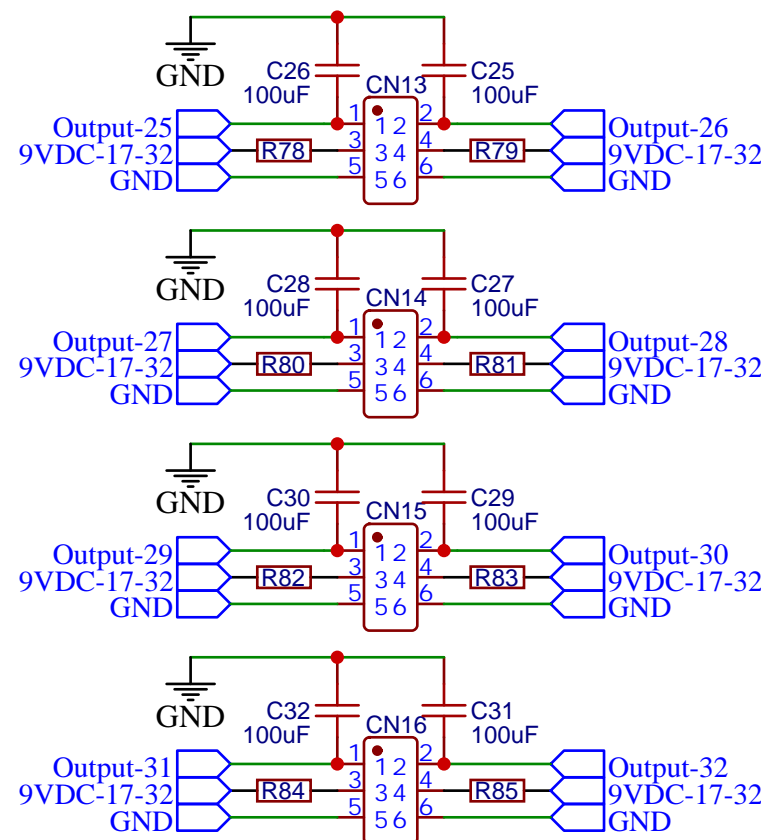 GND
C26
100uF
CN13
C25
100uF
Output-25
1
1 2
2
Output-26
9VDC-17-32
R78
3
3 4
4
R79
9VDC-17-32
GND
5
5 6
6
GND
GND
C28
100uF
CN14
C27
100uF
Output-27
1
1 2
2
Output-28
9VDC-17-32
R80
3
3 4
4
R81
9VDC-17-32
GND
5
5 6
6
GND
GND
C30
100uF
CN15
C29
100uF
Output-29
1
1 2
2
Output-30
9VDC-17-32
R82
3
3 4
4
R83
9VDC-17-32
GND
5
5 6
6
GND
GND
C32
100uF
CN16
C31
100uF
Output-31
1
1 2
2
Output-32
9VDC-17-32
R84
3
3 4
4
R85
9VDC-17-32
GND
5
5 6
6
GND